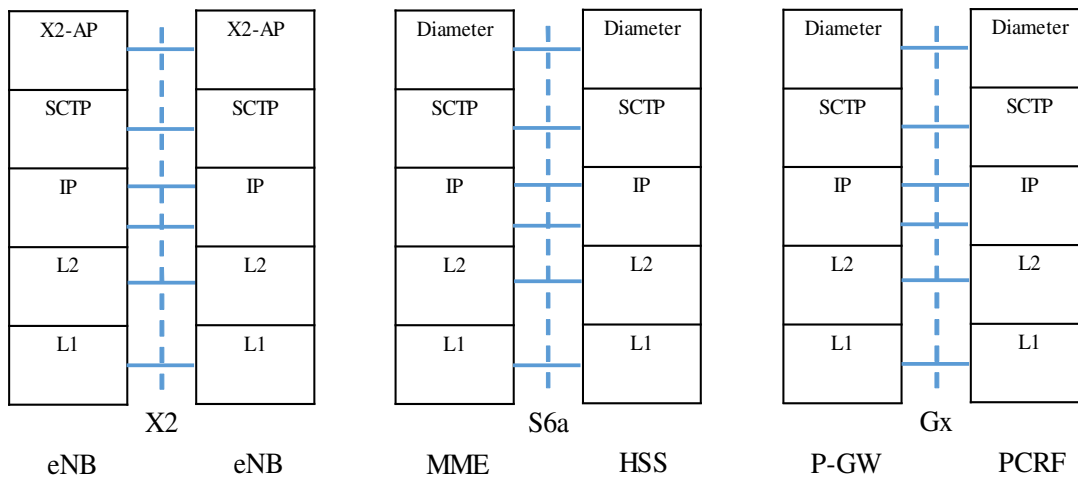 X2-AP X2-AP Diameter Diameter Diameter Diameter
SCTP SCTP SCTP SCTP SCTP SCTP
IP IP IP IP IP IP
L2 L2 L2 L2 L2 L2
L1 L1 L1 L1 L1 L1
X2 S6a Gx
eNB eNB MME HSS P-GW PCRF